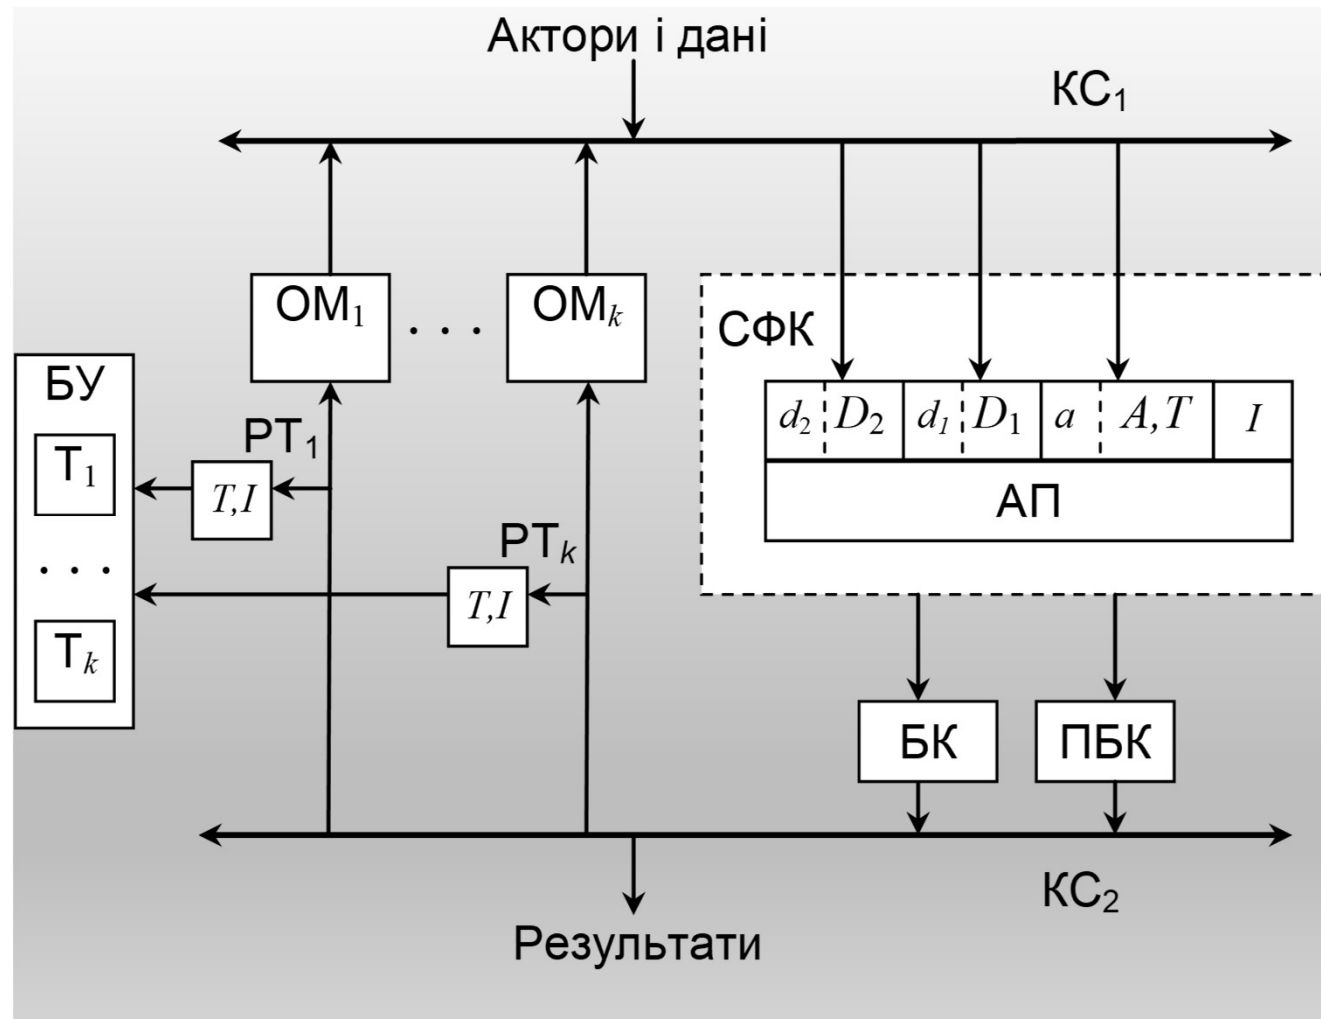 Актори і дані
КС₁
ОМ₁
. . .
ОМₖ
СФК
БУ
d₂ D₂ d₁ D₁ a A,T I
РТ₁
Т₁
T,I
АП
РТₖ
. . .
T,I
Тₖ
БК
ПБК
КС₂
Результати